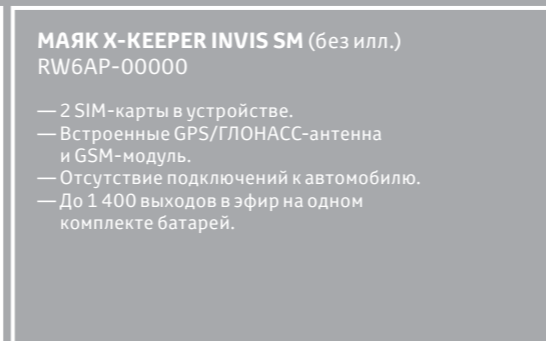 МАЯК X-KEEPER INVIS SM (без илл.)
RW6AP-00000
— 2 SIM-карты в устройстве.
— Встроенные GPS/ГЛОНАСС-антенна
и GSM-модуль.
— Отсутствие подключений к автомобилю.
— До 1 400 выходов в эфир на одном
комплекте батарей.